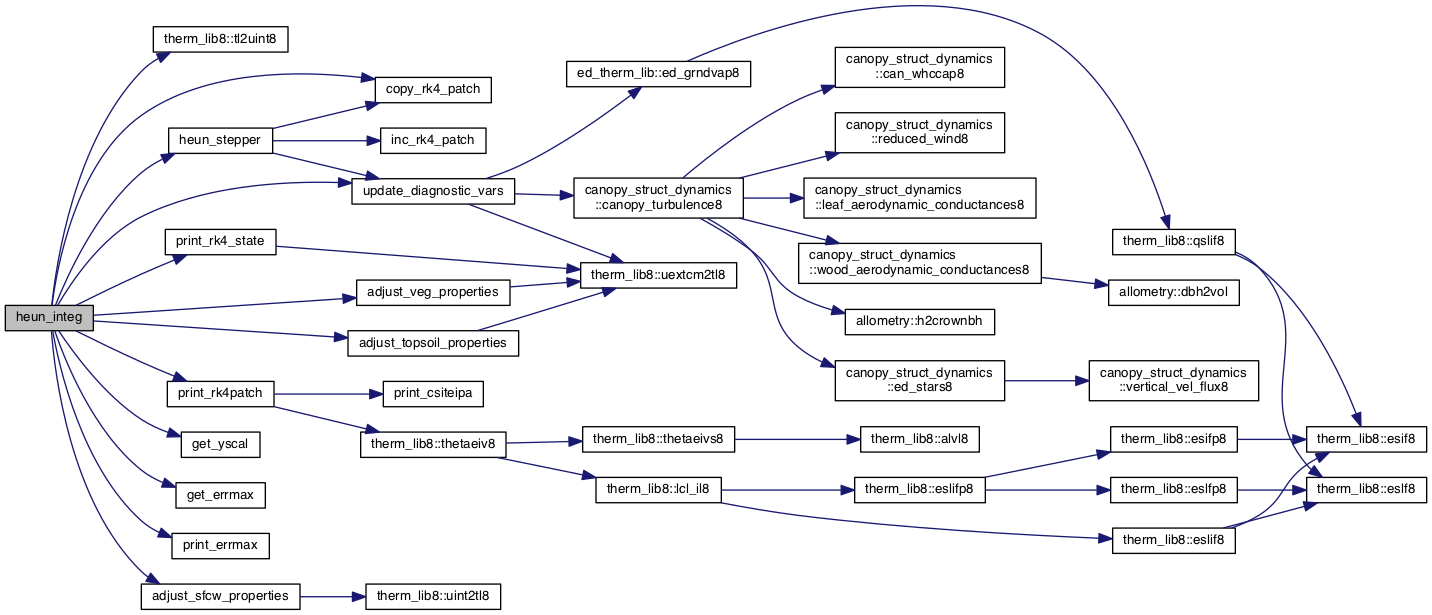 therm_lib8::tl2uint8
copy_rk4_patch
heun_stepper
inc_rk4_patch
update_diagnostic_vars
print_rk4_state
adjust_veg_properties
heun_integ
adjust_topsoil_properties
print_rk4patch
print_csiteipa
get_yscal
therm_lib8::thetaeiv8
get_errmax
print_errmax
adjust_sfcw_properties
therm_lib8::uint2tl8
ed_therm_lib::ed_grndvap8
canopy_struct_dynamics
::canopy_turbulence8
therm_lib8::uextcm2tl8
therm_lib8::thetaeivs8
therm_lib8::lcl_il8
canopy_struct_dynamics
::can_whccap8
canopy_struct_dynamics
::reduced_wind8
canopy_struct_dynamics
::leaf_aerodynamic_conductances8
canopy_struct_dynamics
::wood_aerodynamic_conductances8
allometry::h2crownbh
canopy_struct_dynamics
::ed_stars8
therm_lib8::alvl8
therm_lib8::eslifp8
therm_lib8::qslif8
allometry::dbh2vol
canopy_struct_dynamics
::vertical_vel_flux8
therm_lib8::esifp8
therm_lib8::eslfp8
therm_lib8::eslif8
therm_lib8::esif8
therm_lib8::eslf8